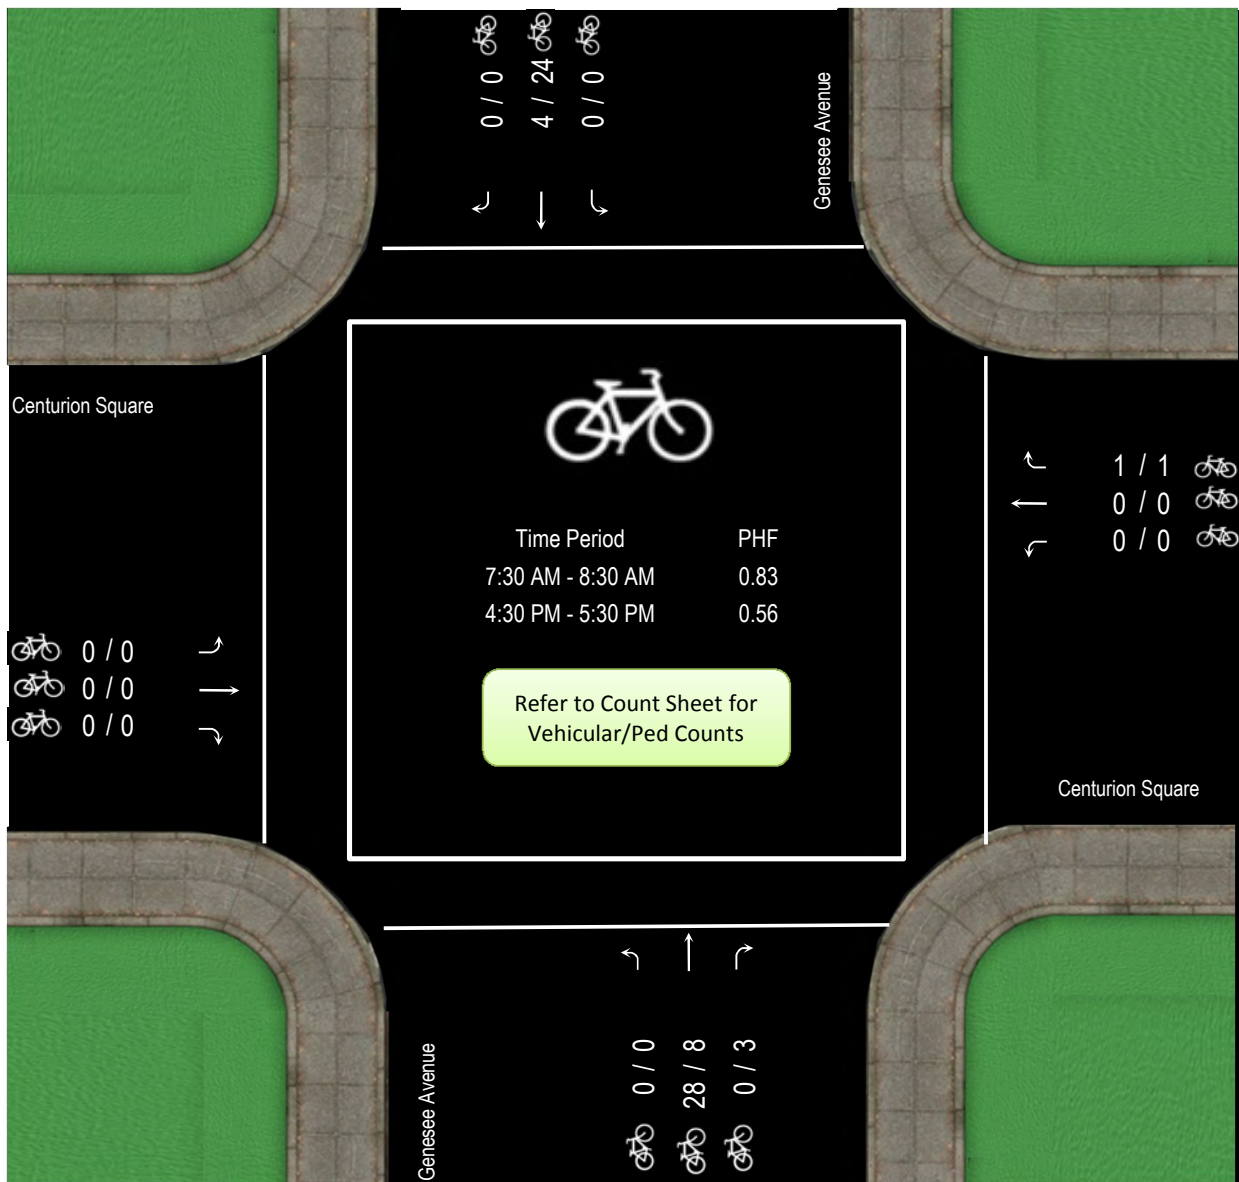 0 / 0
4 / 24
0 / 0
Genesee Avenue
Centurion Square
1 / 1
0 / 0
0 / 0
Time Period PHF
7:30 AM - 8:30 AM 0.83
4:30 PM - 5:30 PM 0.56
0 / 0
0 / 0
0 / 0
Refer to Count Sheet for
Vehicular/Ped Counts
Centurion Square
Genesee Avenue
0 / 0
28 / 8
0 / 3